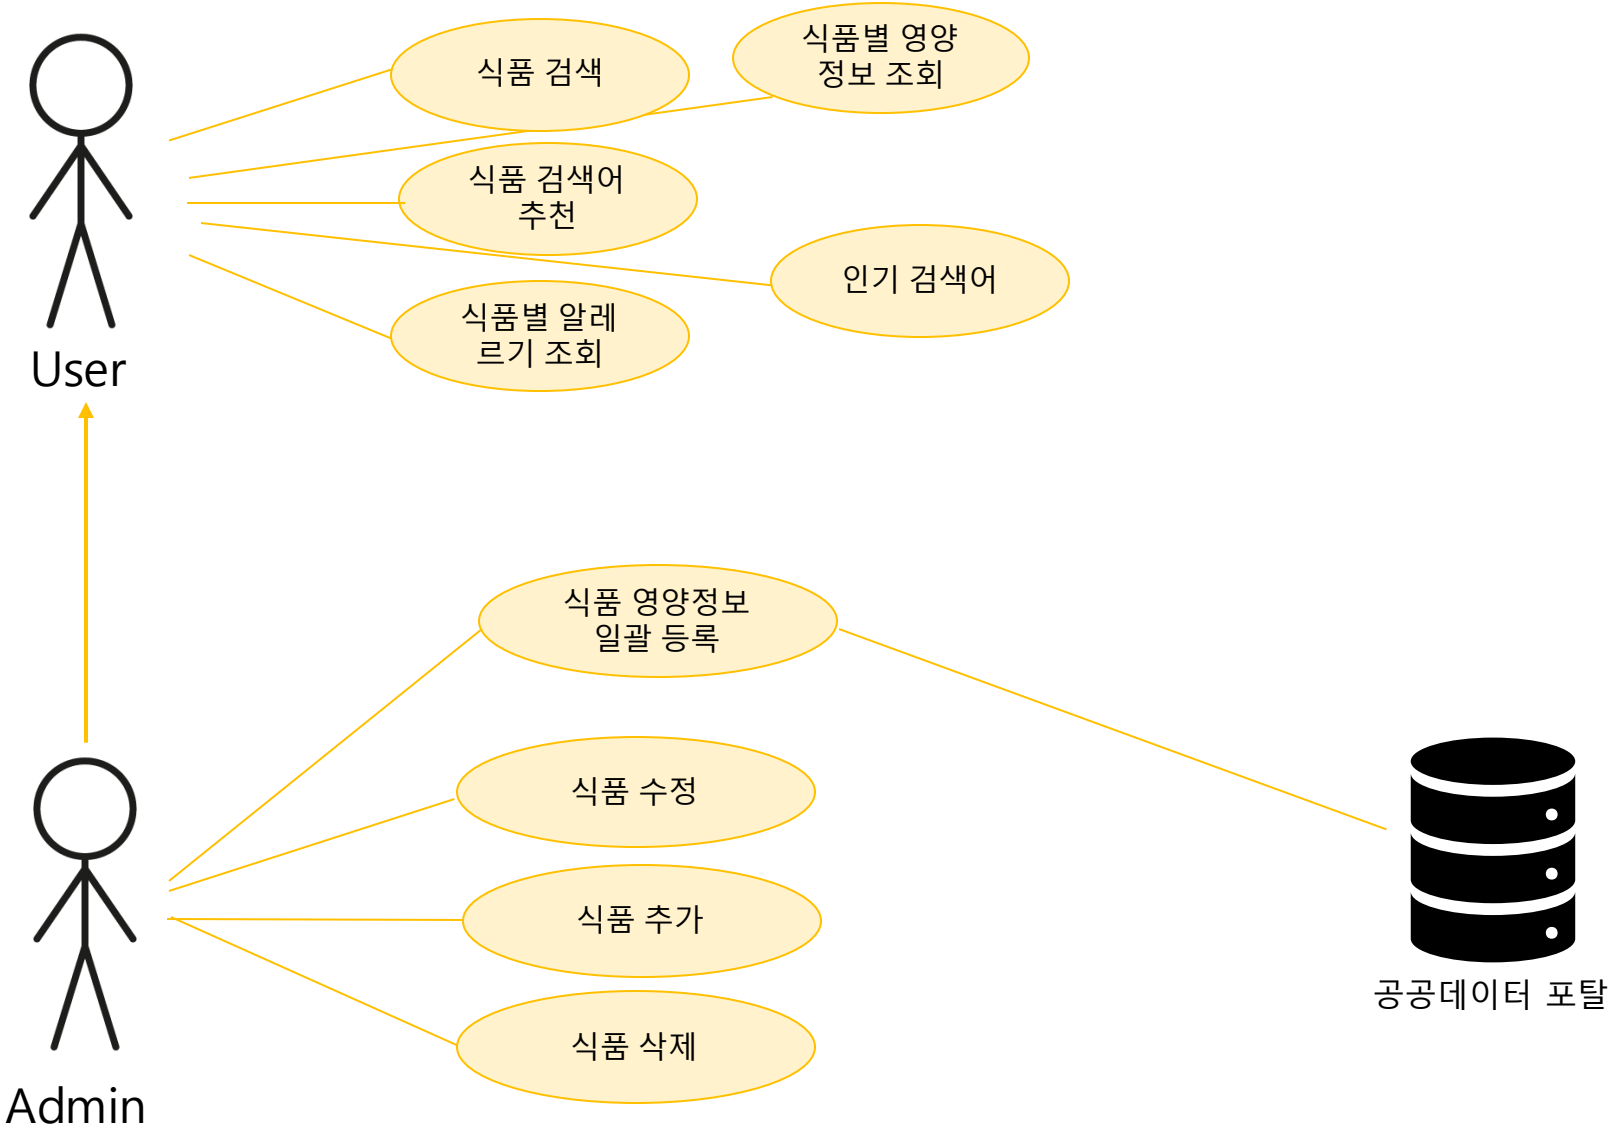 식품 검색
식품별 영양
정보 조회
식품 검색어
추천
인기 검색어
식품별 알레
르기 조회
User
식품 영양정보
일괄 등록
식품 수정
식품 추가
공공데이터 포탈
식품 삭제
Admin